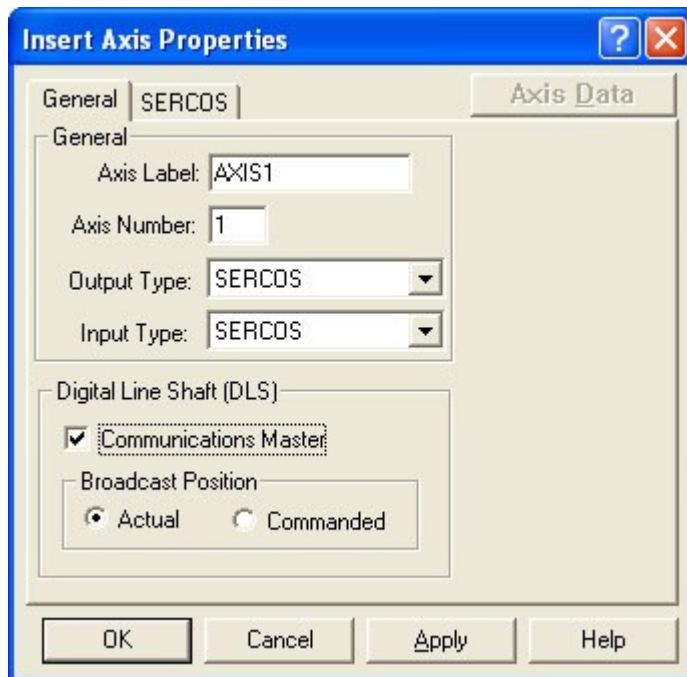 Insert Axis Properties
General SERCOS Axis Data
General
Axis Label: AXIS1
Axis Number: 1
Output Type: SERCOS
Input Type: SERCOS
Digital Line Shaft (DLS)
Communications Master
Broadcast Position
Actual Commanded
OK Cancel Apply Help